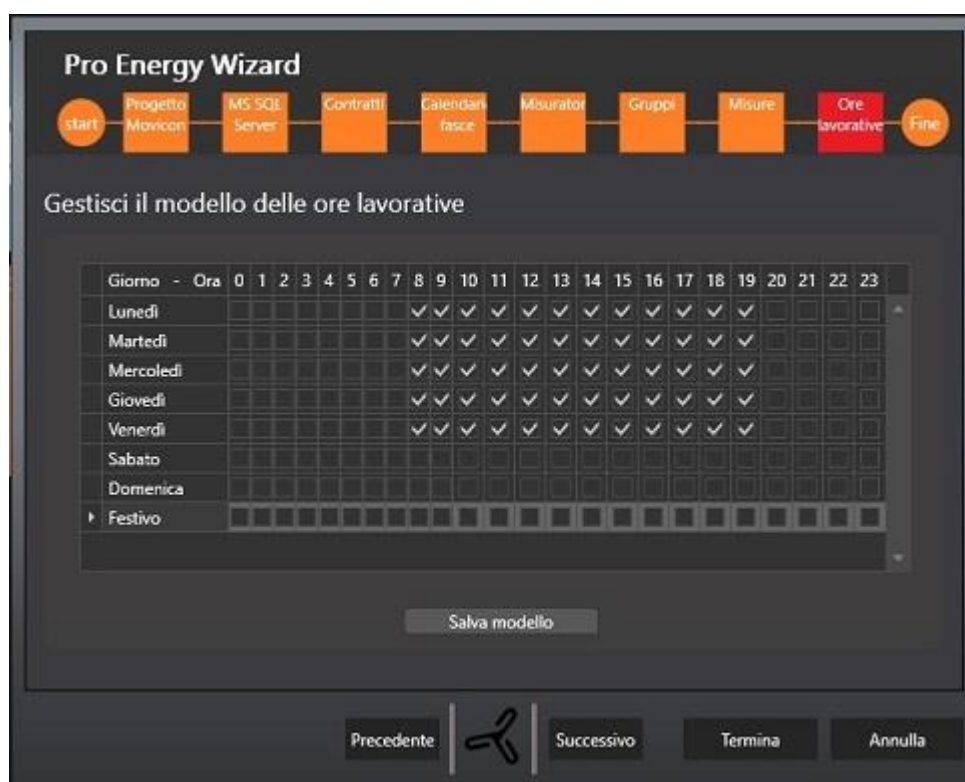 Pro Energy Wizard
start
Progetto
Movicon
MS SQL
Server
Contratti
Calendari
fasce
Misuratori
Gruppi
Misure
Ore
lavorative
Fine
Gestisci il modello delle ore lavorative
Giorno - Ora 0 1 2 3 4 5 6 7 8 9 10 11 12 13 14 15 16 17 18 19 20 21 22 23
Lunedì
Martedì
Mercoledì
Giovedì
Venerdì
Sabato
Domenica
Festivo
Salva modello
Precedente
Successivo
Termina
Annulla